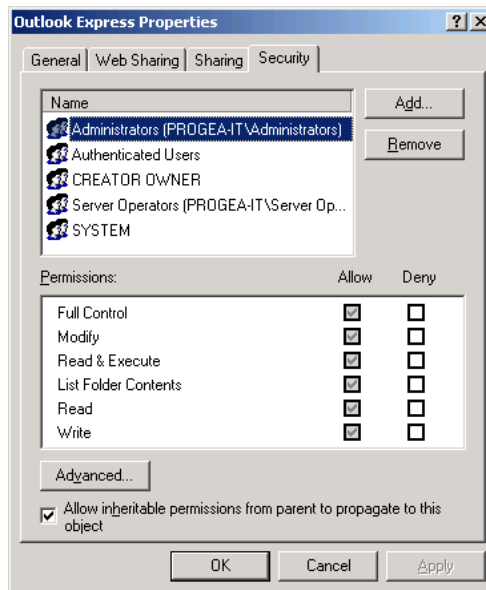 Outlook Express Properties
General Web Sharing Sharing Security
Name
Administrators (PROGEA-IT\Administrators)
Authenticated Users
CREATOR OWNER
Server Operators (PROGEA-IT\Server Op...
SYSTEM
Add...
Remove
Permissions: Allow Deny
Full Control
Modify
Read & Execute
List Folder Contents
Read
Write
Advanced...
Allow inheritable permissions from parent to propagate to this
object
OK Cancel Apply